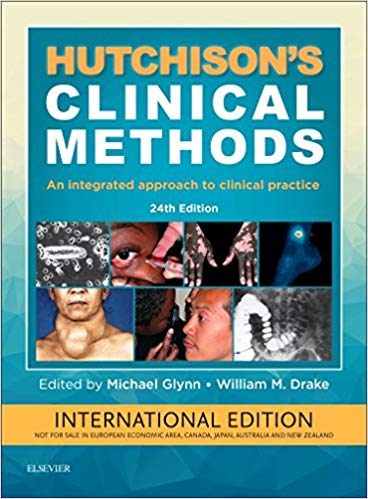 HUTCHISON'S
CLINICAL
METHODS
An integrated approach to clinical practice
24th Edition
Edited by Michael Glynn • William M. Drake
INTERNATIONAL EDITION
NOT FOR SALE IN EUROPEAN ECONOMIC AREA, CANADA, JAPAN, AUSTRALIA AND NEW ZEALAND
ELSEVIER